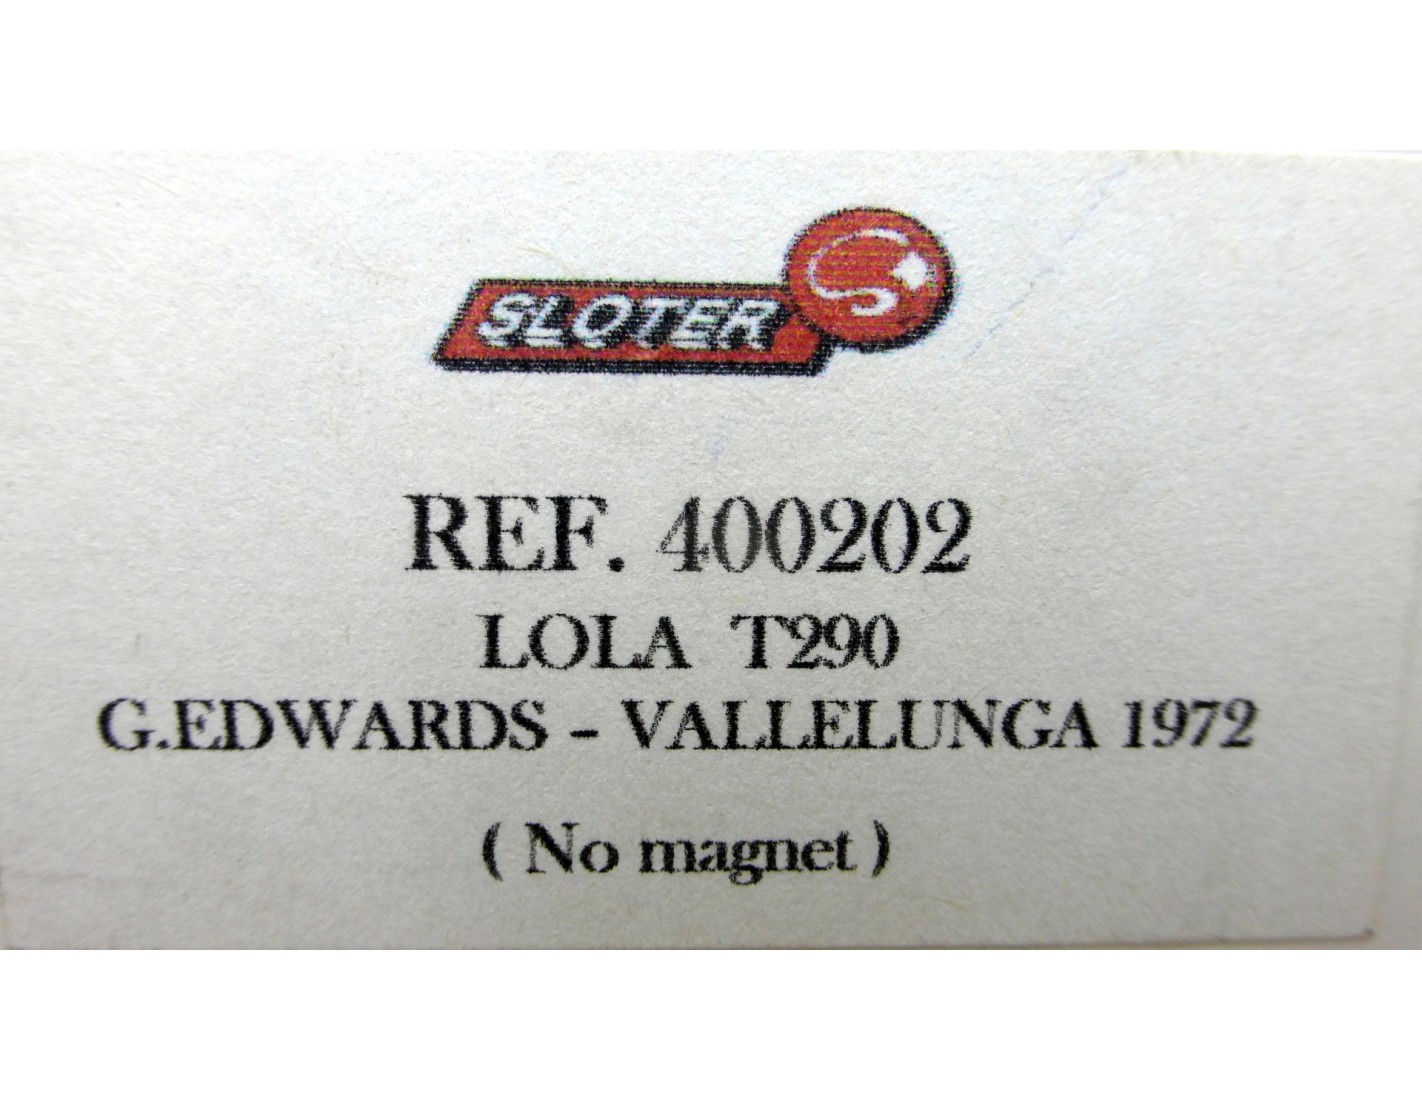 SLOTER
REF. 400202
LOLA T290
G.EDWARDS - VALLELUNGA 1972
( No magnet )